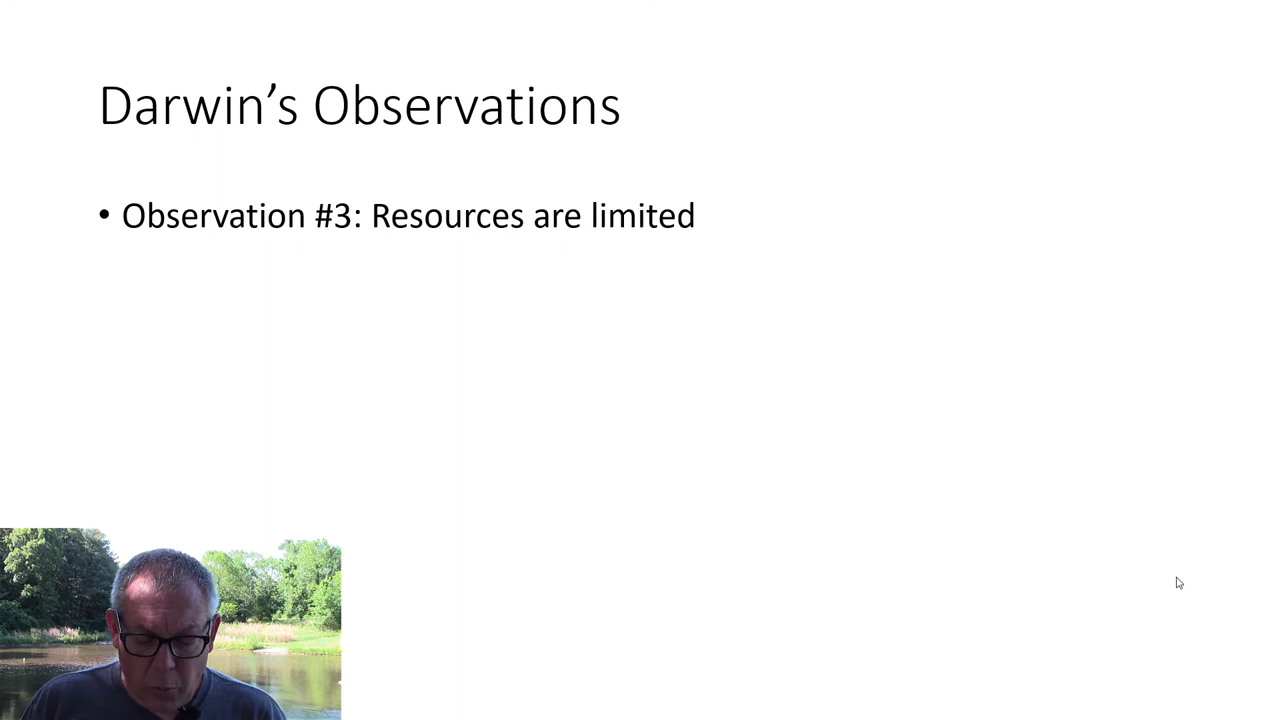 Darwin’s Observations
• Observation #3: Resources are limited